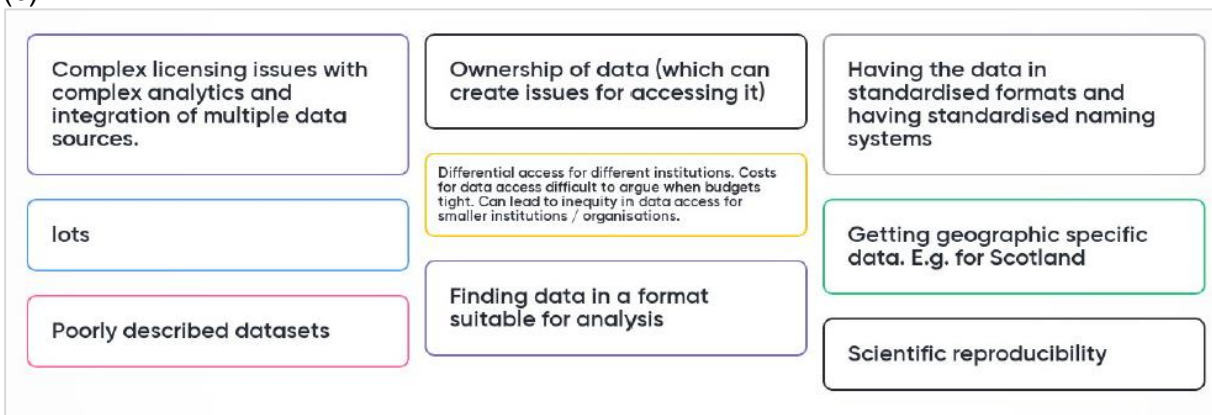 Complex licensing issues with
complex analytics and
integration of multiple data
sources.
lots
Poorly described datasets
Ownership of data (which can
create issues for accessing it)
Differential access for different institutions. Costs
for data access difficult to argue when budgets
tight. Can lead to inequity in data access for
smaller institutions / organisations.
Finding data in a format
suitable for analysis
Having the data in
standardised formats and
having standardised naming
systems
Getting geographic specific
data. E.g. for Scotland
Scientific reproducibility